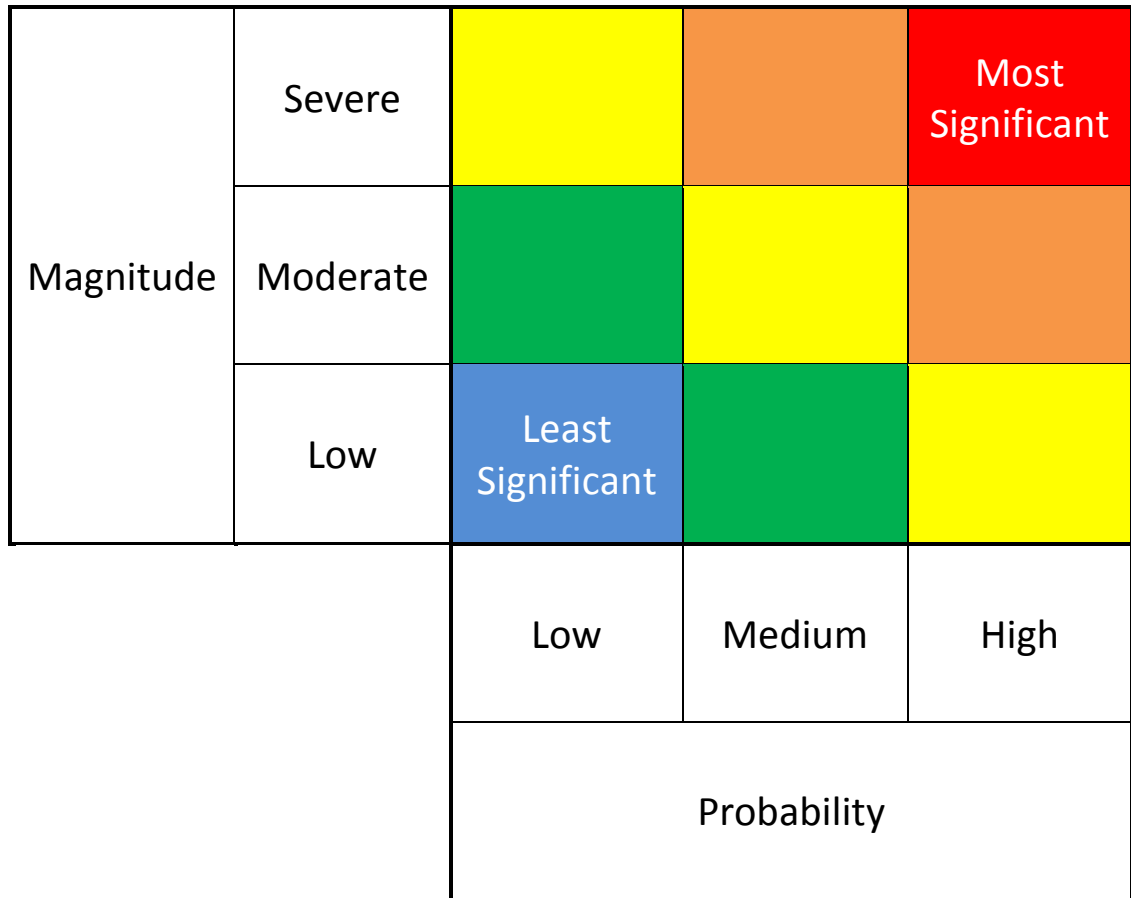 Severe
Most
Significant
Magnitude
Moderate
Low
Least
Significant
Low
Medium
High
Probability